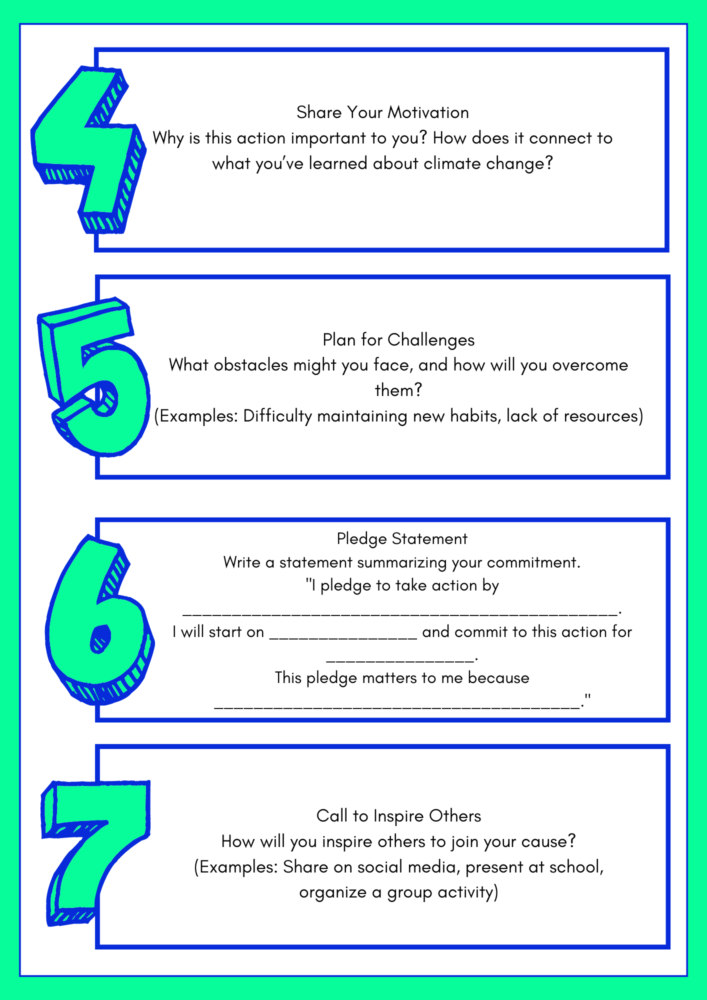 4
Share Your Motivation
Why is this action important to you? How does it connect to
what you’ve learned about climate change?
5
Plan for Challenges
What obstacles might you face, and how will you overcome
them?
(Examples: Difficulty maintaining new habits, lack of resources)
6
Pledge Statement
Write a statement summarizing your commitment.
"I pledge to take action by
____________________________________________.
I will start on _______________ and commit to this action for
_______________.
This pledge matters to me because
_____________________________________."
7
Call to Inspire Others
How will you inspire others to join your cause?
(Examples: Share on social media, present at school,
organize a group activity)